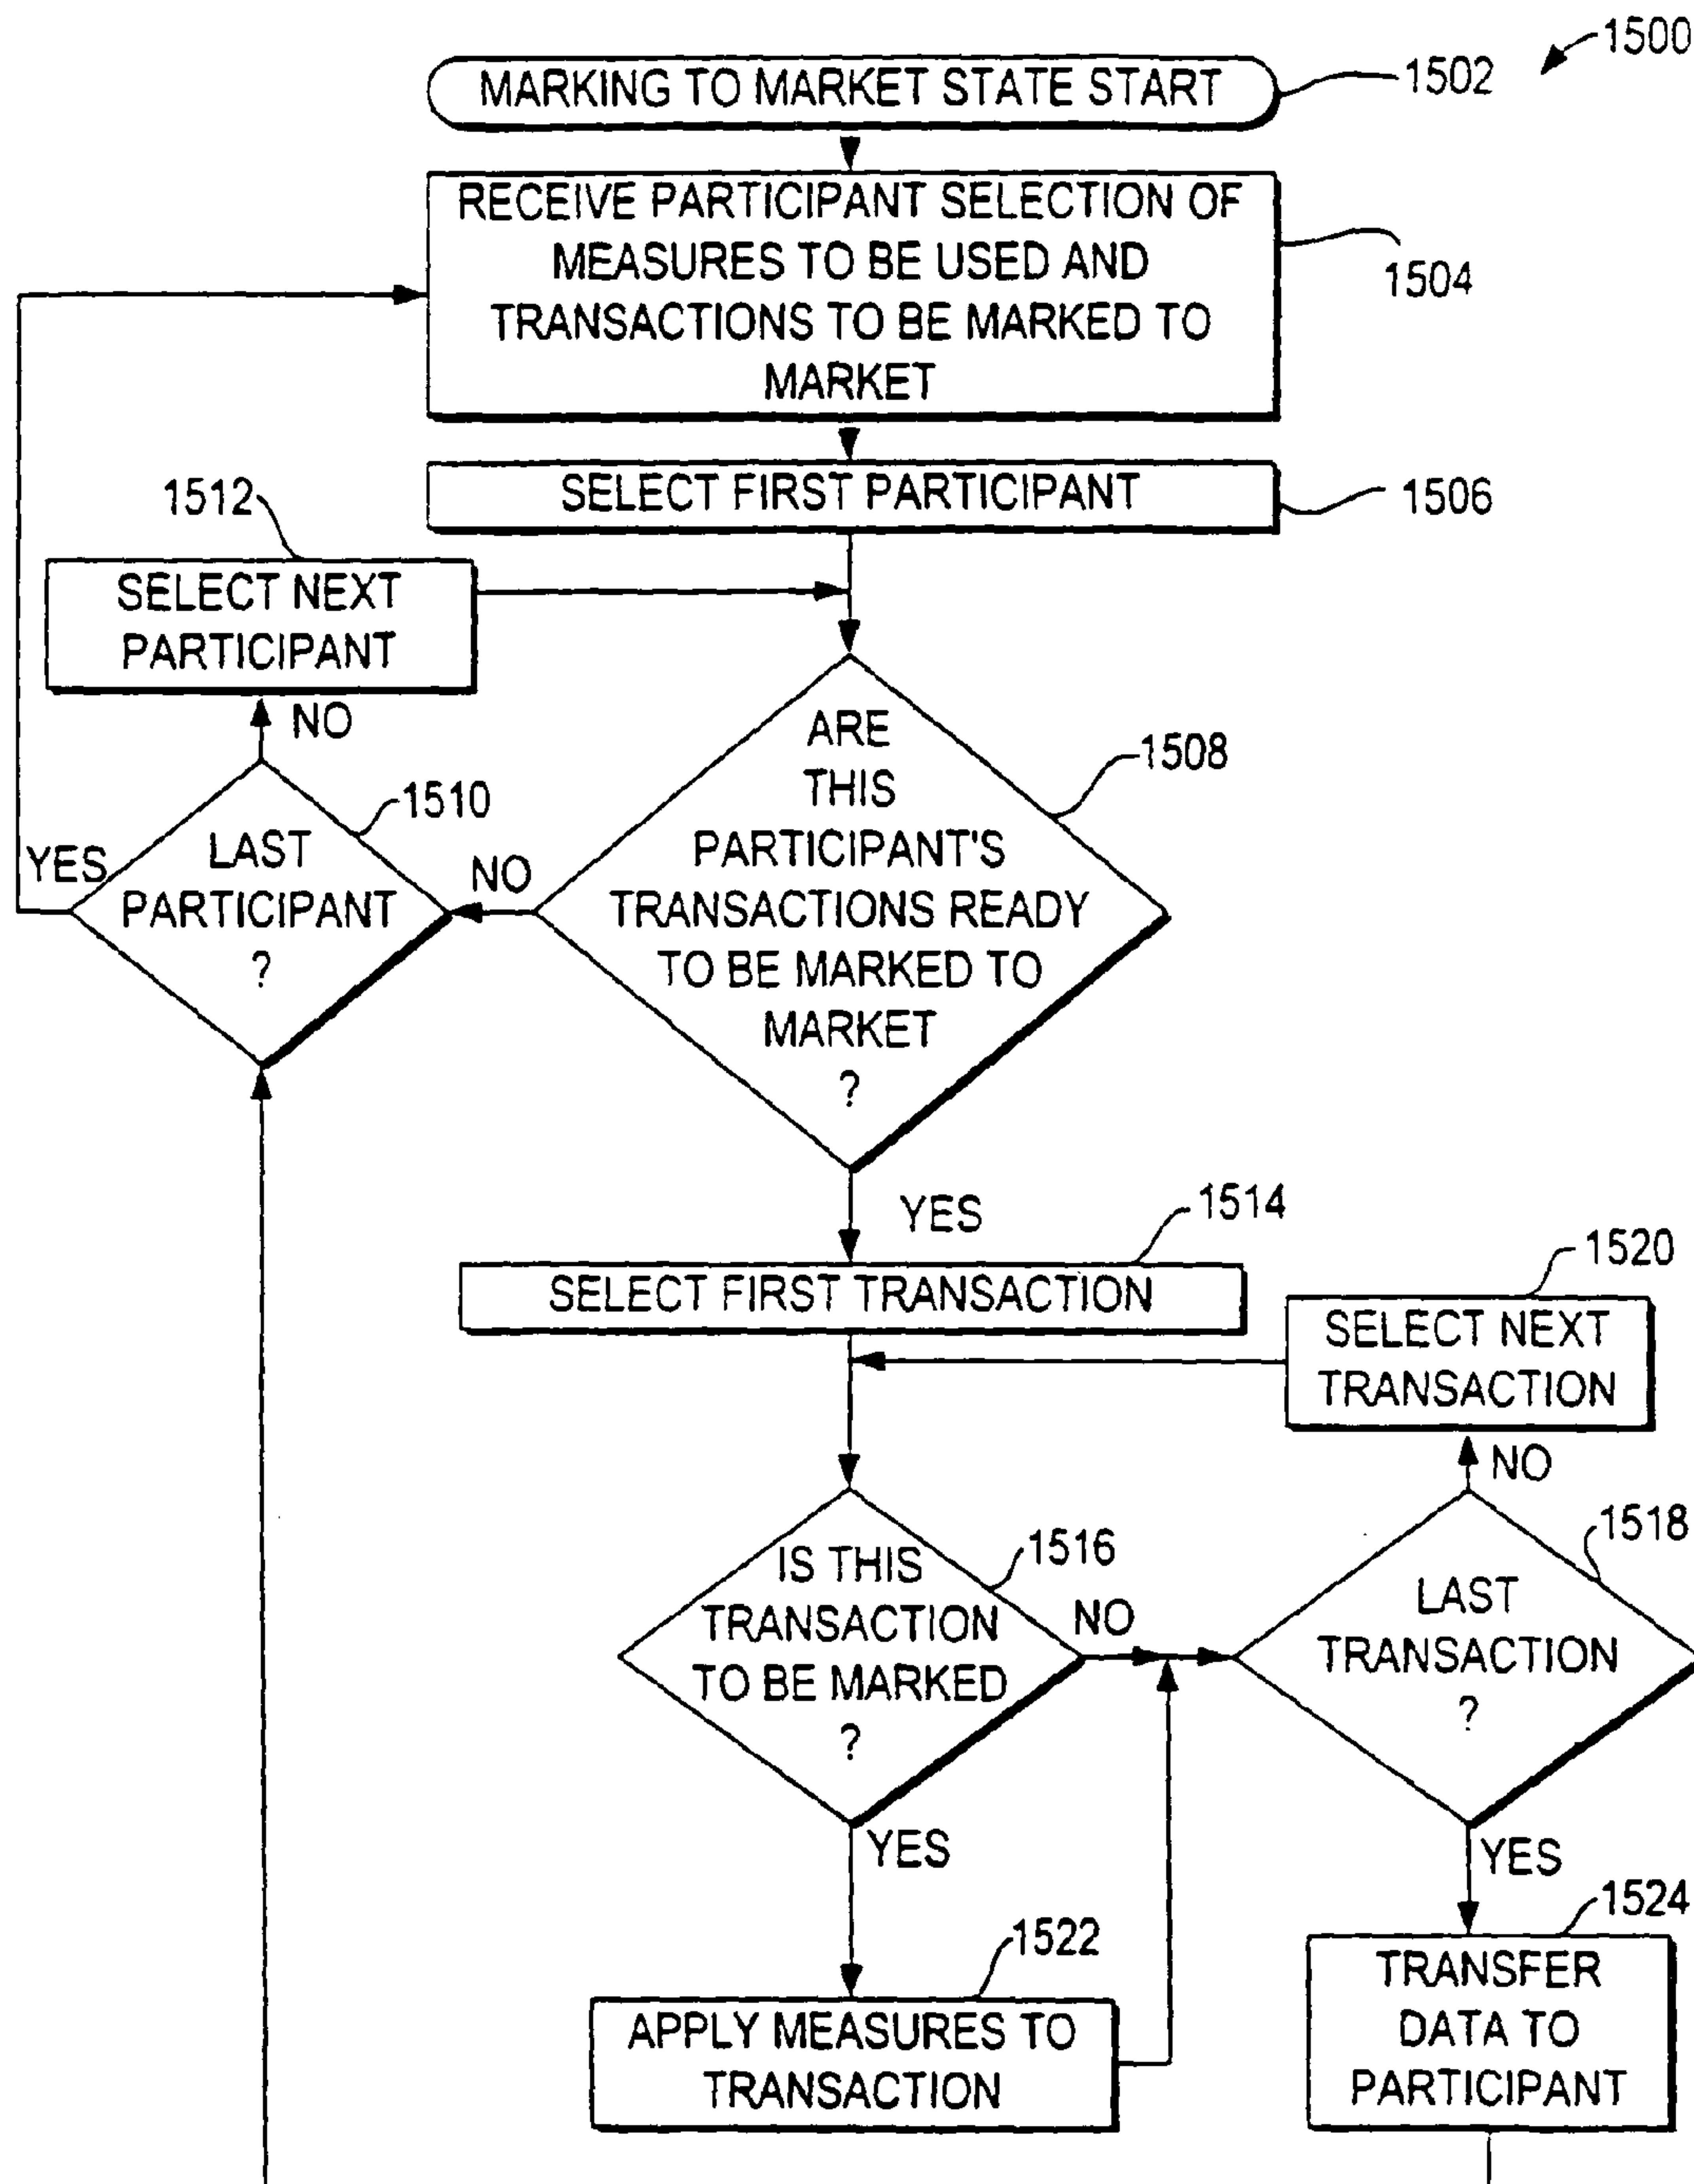 1500
MARKING TO MARKET STATE START
1502
RECEIVE PARTICIPANT SELECTION OF
MEASURES TO BE USED AND
TRANSACTIONS TO BE MARKED TO
MARKET
1504
SELECT FIRST PARTICIPANT
1506
1512
SELECT NEXT
PARTICIPANT
NO
ARE
THIS
PARTICIPANT'S
TRANSACTIONS READY
TO BE MARKED TO
MARKET
?
1508
1510
LAST
PARTICIPANT
?
YES
NO
YES
1514
SELECT FIRST TRANSACTION
1520
SELECT NEXT
TRANSACTION
NO
IS THIS
TRANSACTION
TO BE MARKED
?
1516
NO
1518
LAST
TRANSACTION
?
YES
YES
1522
APPLY MEASURES TO
TRANSACTION
1524
TRANSFER
DATA TO
PARTICIPANT